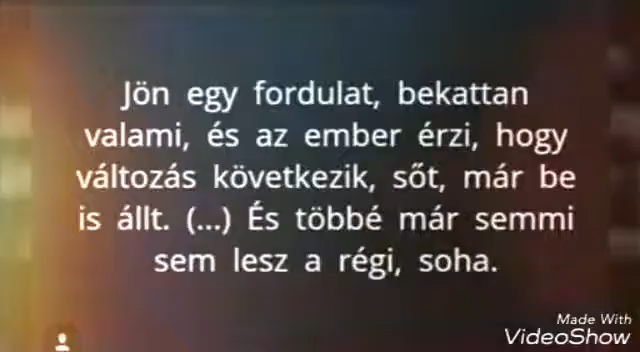 Jön egy fordulat, bekattan
valami, és az ember érzi, hogy
változás következik, sőt, már be
is állt. (...) És többé már semmi
sem lesz a régi, soha.
Made With
VideoShow